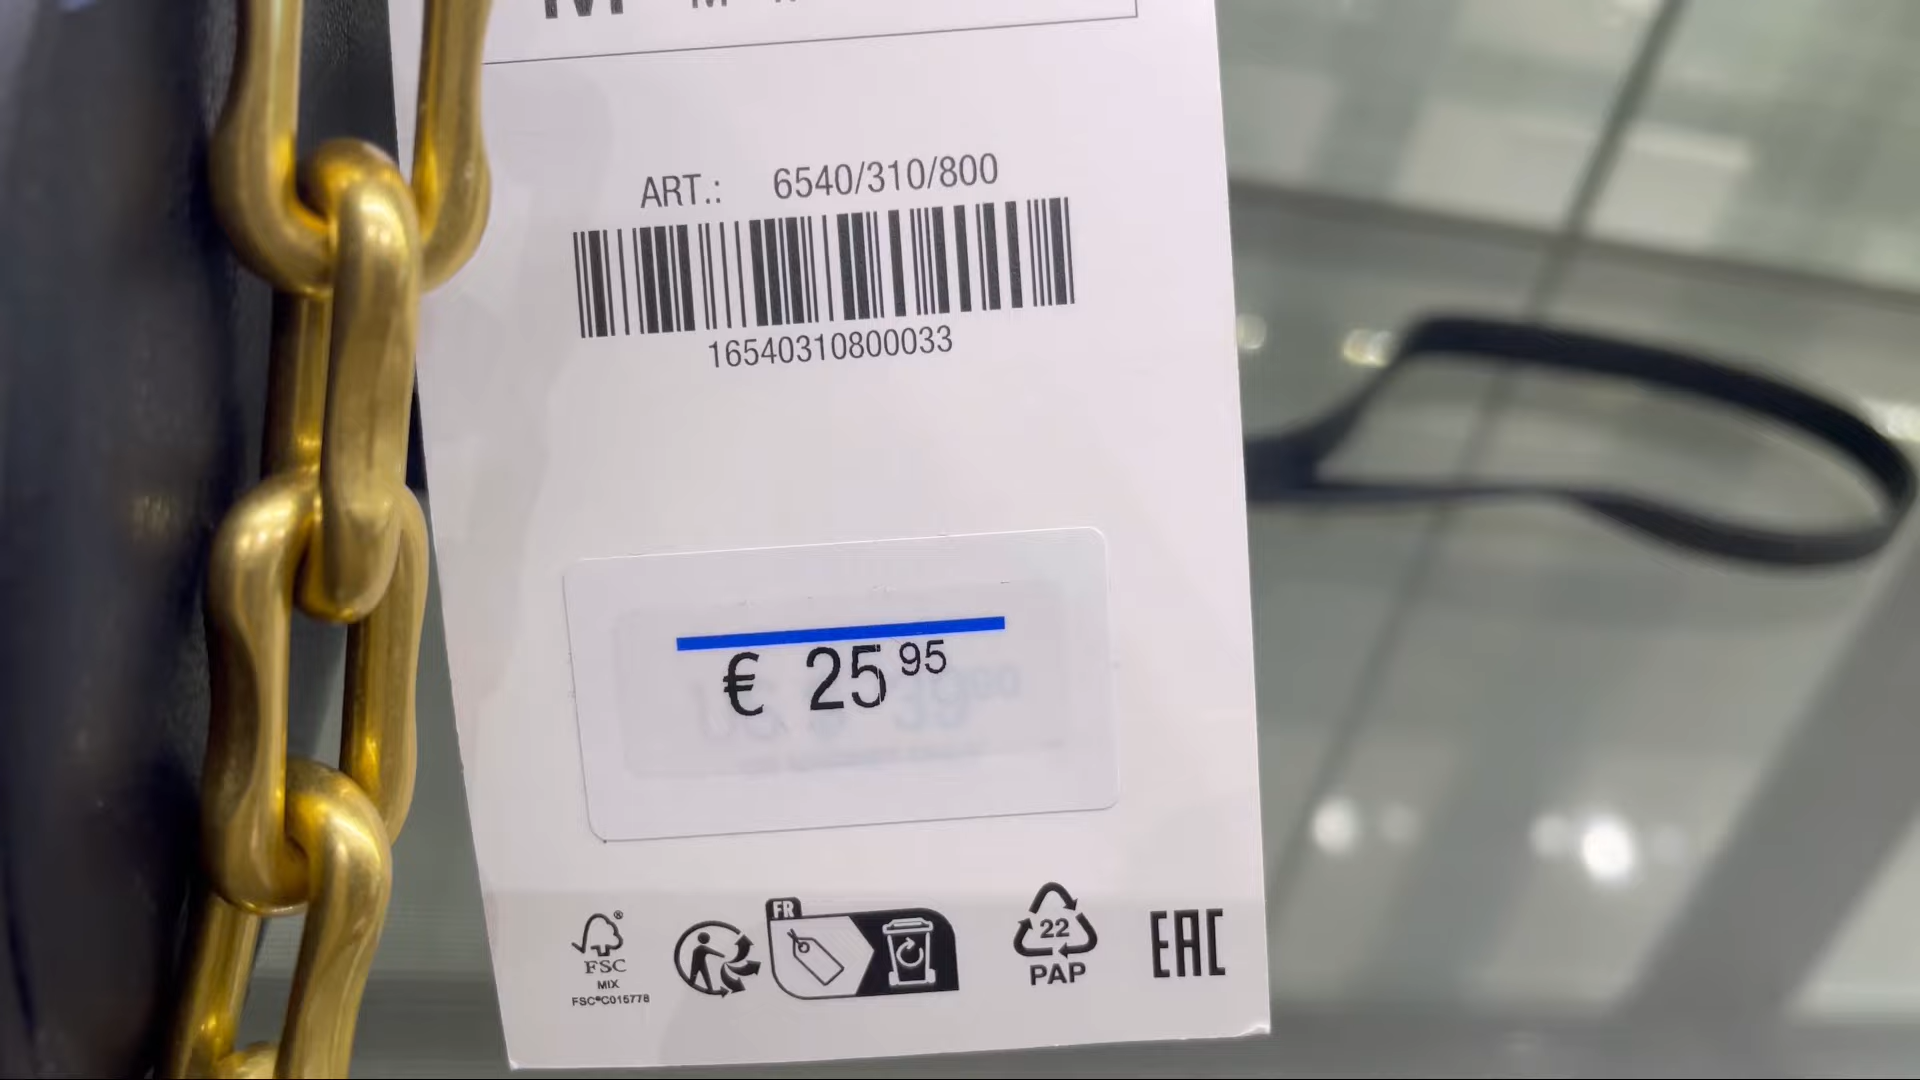 ART.: 6540/310/800
16540310800033
€ 25 95
FR
FSC®
MIX
FSC®C015778
22
PAP
EAC